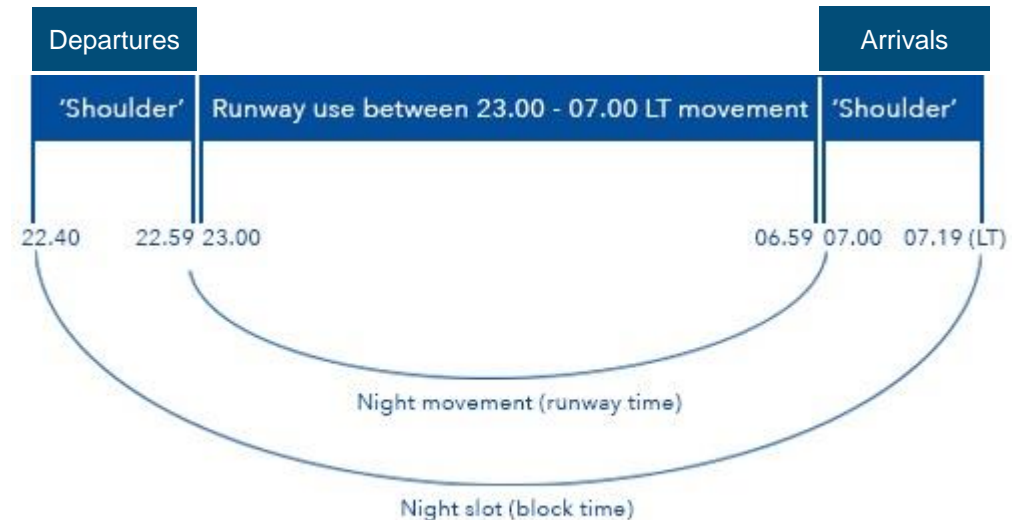 Departures
Arrivals
'Shoulder'
Runway use between 23.00 - 07.00 LT movement
'Shoulder'
22.40
22.59
23.00
06.59
07.00
07.19 (LT)
Night movement (runway time)
Night slot (block time)